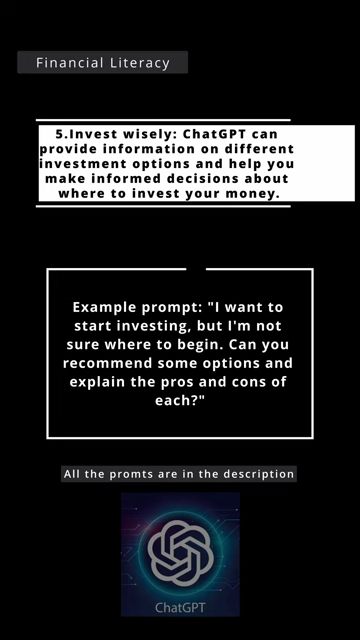 Financial Literacy
5.Invest wisely: ChatGPT can
provide information on different
investment options and help you
make informed decisions about
where to invest your money.
Example prompt: "I want to
start investing, but I'm not
sure where to begin. Can you
recommend some options and
explain the pros and cons of
each?"
All the promts are in the description
ChatGPT